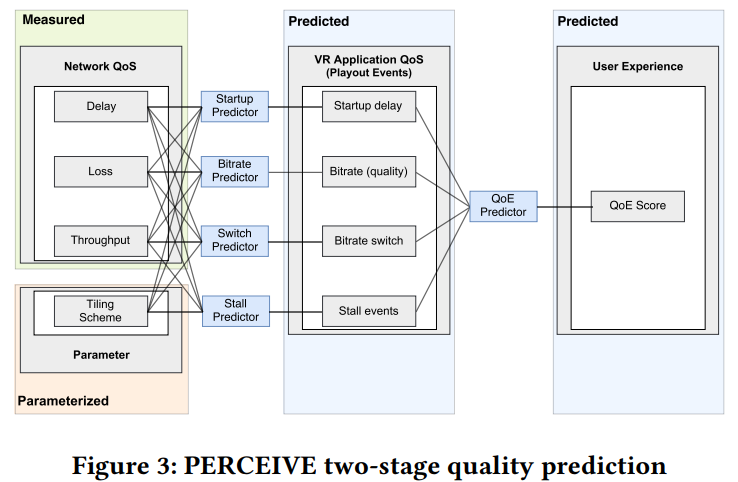 Measured
Predicted
Predicted
Network QoS
VR Application QoS
(Playout Events)
User Experience
Delay
Startup
Predictor
Startup delay
Loss
Bitrate
Predictor
Bitrate (quality)
QoE
Predictor
QoE Score
Throughput
Switch
Predictor
Bitrate switch
Tiling
Scheme
Stall
Predictor
Stall events
Parameter
Parameterized
Figure 3: PERCEIVE two-stage quality prediction